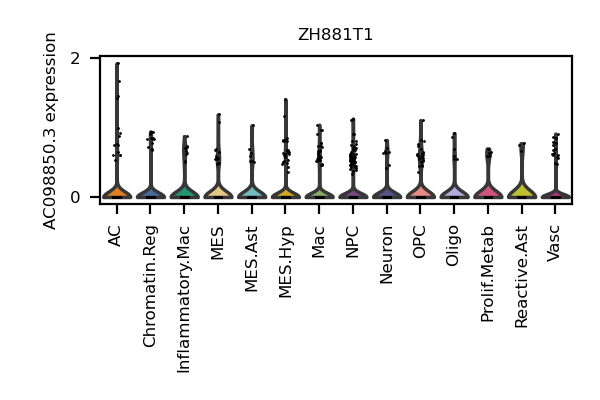 ZH881T1
AC098850.3 expression
2
0
AC
Chromatin.Reg
Inflammatory.Mac
MES
MES.Ast
MES.Hyp
Mac
NPC
Neuron
OPC
Oligo
Prolif.Metab
Reactive.Ast
Vasc